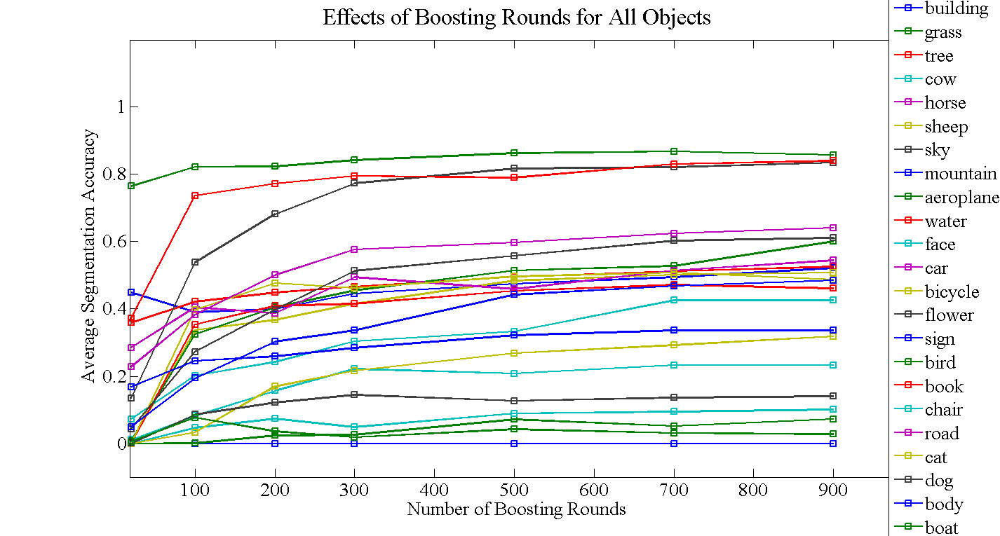 Effects of Boosting Rounds for All Objects
Average Segmentation Accuracy
1
0.8
0.6
0.4
0.2
0
100 200 300 400 500 600 700 800 900
Number of Boosting Rounds
building
grass
tree
cow
horse
sheep
sky
mountain
aeroplane
water
face
car
bicycle
flower
sign
bird
book
chair
road
cat
dog
body
boat